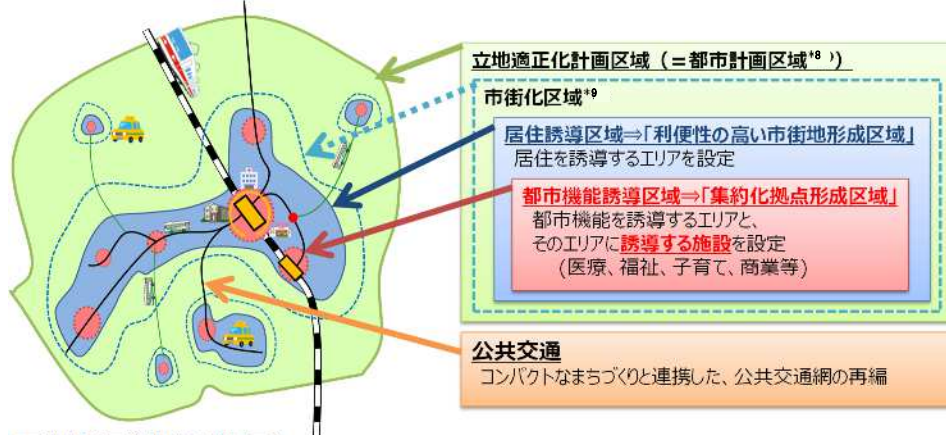 立地適正化計画区域（＝都市計画区域*8 ）
市街化区域*9
居住誘導区域⇒「利便性の高い市街地形成区域」
居住を誘導するエリアを設定
都市機能誘導区域⇒「集約化拠点形成区域」
都市機能を誘導するエリアと、
そのエリアに誘導する施設を設定
(医療、福祉、子育て、商業等)
公共交通
コンパクトなまちづくりと連携した、公共交通網の再編